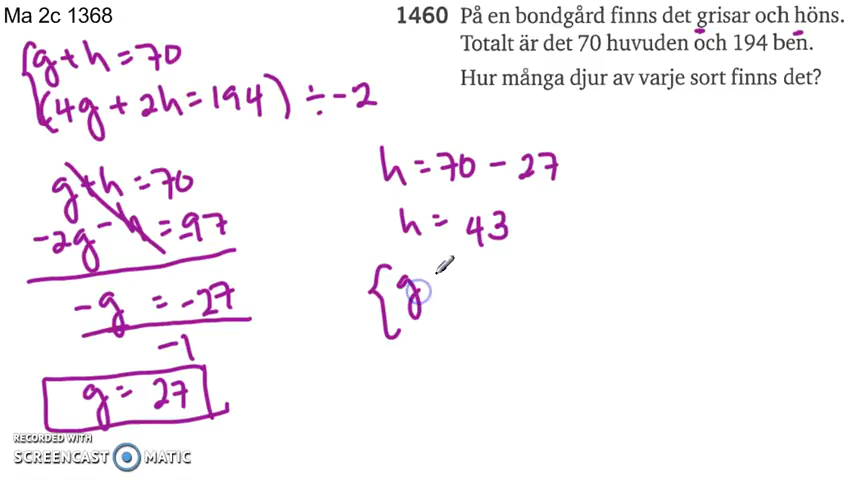 Ma 2c 1368
1460 På en bondgård finns det grisar och höns.
Totalt är det 70 huvuden och 194 ben.
Hur många djur av varje sort finns det?
g + h = 70
(4g + 2h = 194) ÷ -2
g + h = 70
-2g - h = -97
-g = -27
-1
g = 27
h = 70 - 27
h = 43
{ g
RECORDED WITH
SCREENCAST MATIC